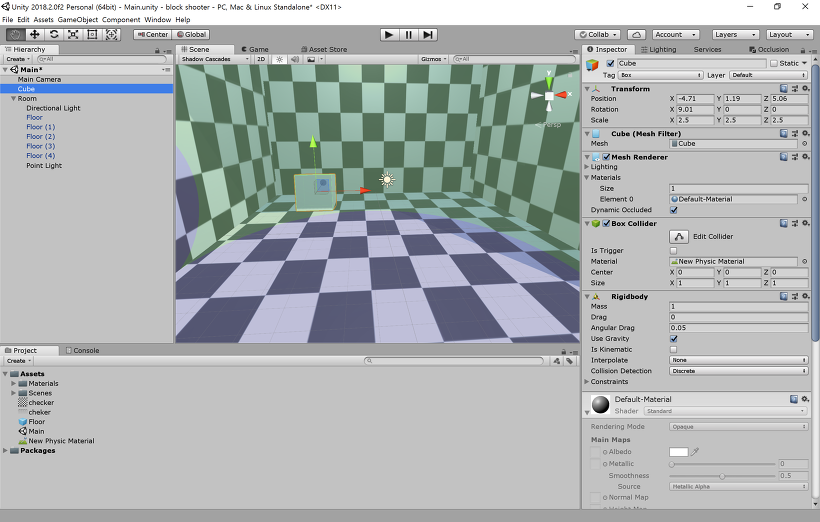 Unity 2018.2.0f2 Personal (64bit) - Main.unity - block shooter - PC, Mac & Linux Standalone* <DX11>
File Edit Assets GameObject Component Window Help
Center Global Collab Account Layers Layout
Hierarchy
Create All
Main*
Main Camera
Cube
Room
Directional Light
Floor
Floor (1)
Floor (2)
Floor (3)
Floor (4)
Point Light
Scene Game Asset Store
Shadow Cascades 2D Gizmos All
y
x
Persp
Project Console
Create
Assets
Materials
Scenes
checker
cheker
Floor
Main
New Physic Material
Packages
Inspector Lighting Services Occlusion
Cube Static
Tag Box Layer Default
Transform
Position X -4.71 Y 1.19 Z 5.06
Rotation X 9.01 Y 0 Z 0
Scale X 2.5 Y 2.5 Z 2.5
Cube (Mesh Filter)
Mesh Cube
Mesh Renderer
Lighting
Materials
Size 1
Element 0 Default-Material
Dynamic Occluded
Box Collider
Edit Collider
Is Trigger
Material New Physic Material
Center X 0 Y 0 Z 0
Size X 1 Y 1 Z 1
Rigidbody
Mass 1
Drag 0
Angular Drag 0.05
Use Gravity
Is Kinematic
Interpolate None
Collision Detection Discrete
Constraints
Default-Material
Shader Standard
Rendering Mode Opaque
Main Maps
Albedo
Metallic 0
Smoothness 0.5
Source Metallic Alpha
Normal Map